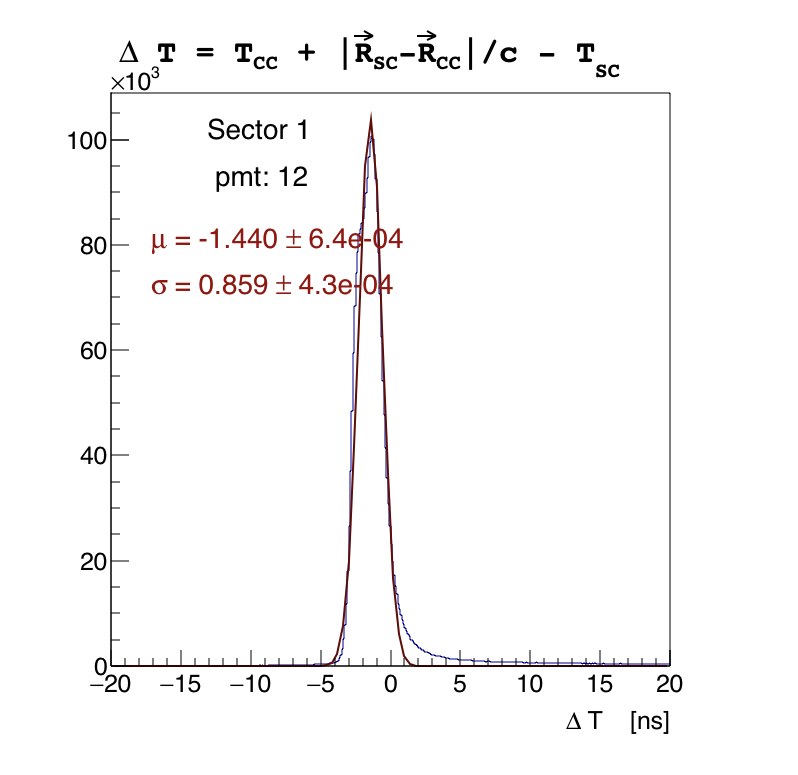 Δ T = T_CC + |R⃗_SC-R⃗_CC|/c - T_SC
×10³
Sector 1
pmt: 12
μ = -1.440 ± 6.4e-04
σ = 0.859 ± 4.3e-04
100
80
60
40
20
0
−20 −15 −10 −5 0 5 10 15 20
Δ T [ns]